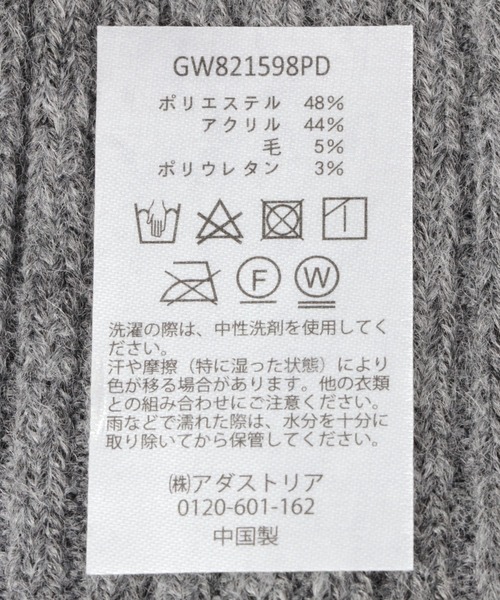 GW821598PD
ポリエステル 48%
アクリル 44%
毛 5%
ポリウレタン 3%
F W
洗濯の際は、中性洗剤を使用してく
ださい。
汗や摩擦（特に湿った状態）により
色が移る場合があります。他の衣類
との組み合わせにご注意ください。
雨などで濡れた際は、水分を十分に
取り除いてから保管してください。
㈱アダストリア
0120-601-162
中国製